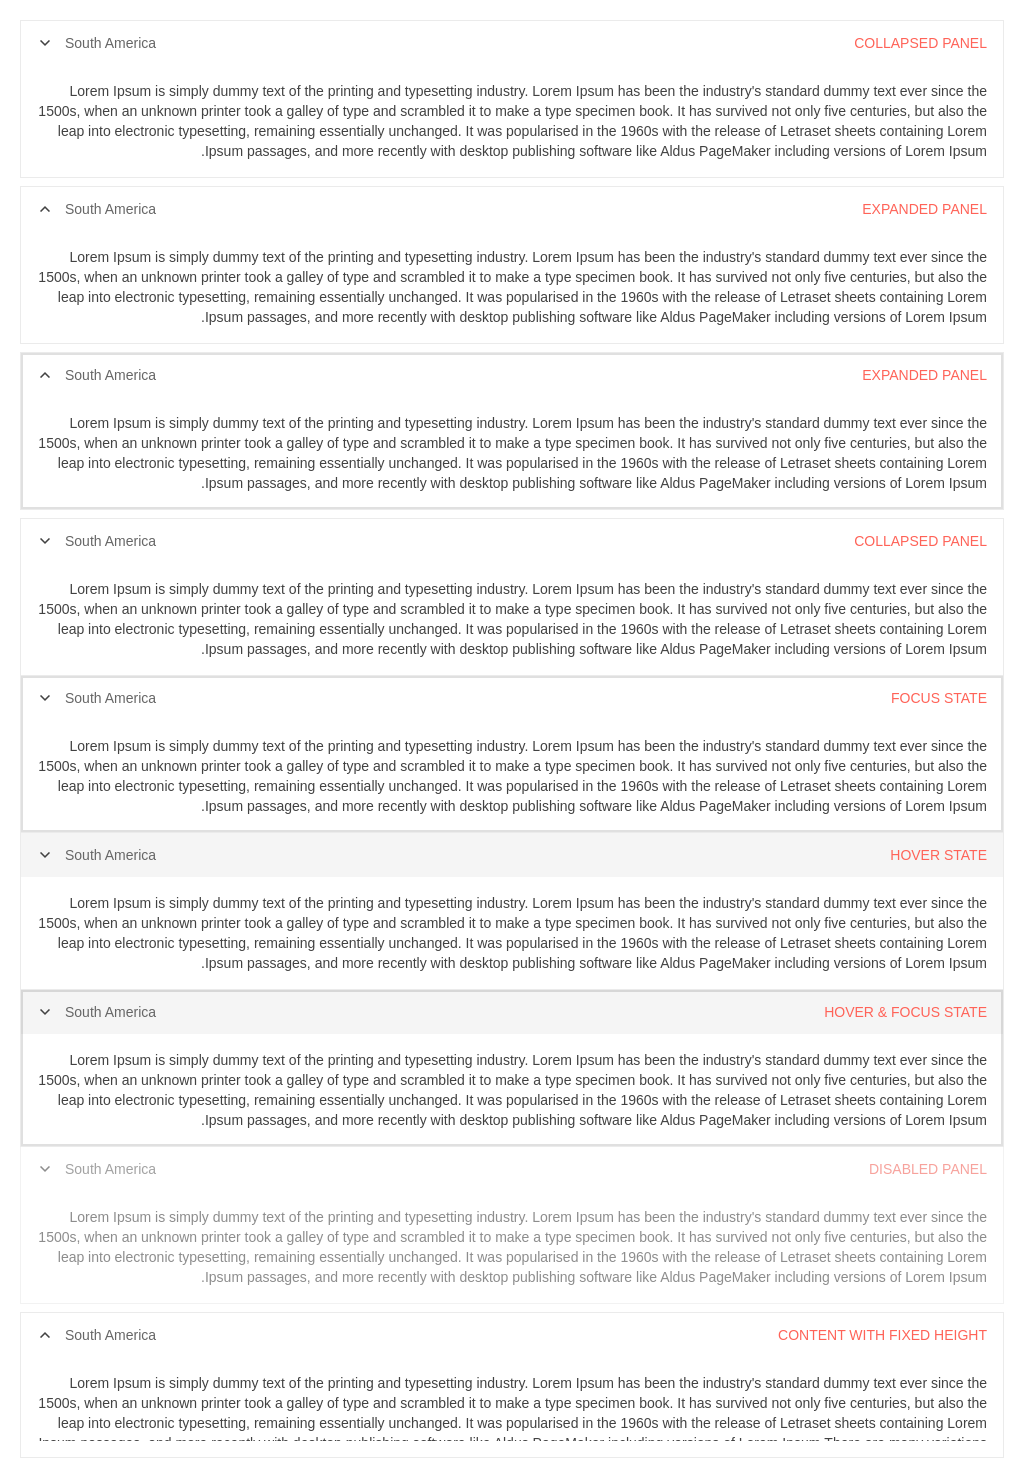 South America COLLAPSED PANEL
Lorem Ipsum is simply dummy text of the printing and typesetting industry. Lorem Ipsum has been the industry's standard dummy text ever since the
1500s, when an unknown printer took a galley of type and scrambled it to make a type specimen book. It has survived not only five centuries, but also the
leap into electronic typesetting, remaining essentially unchanged. It was popularised in the 1960s with the release of Letraset sheets containing Lorem
.Ipsum passages, and more recently with desktop publishing software like Aldus PageMaker including versions of Lorem Ipsum
South America EXPANDED PANEL
Lorem Ipsum is simply dummy text of the printing and typesetting industry. Lorem Ipsum has been the industry's standard dummy text ever since the
1500s, when an unknown printer took a galley of type and scrambled it to make a type specimen book. It has survived not only five centuries, but also the
leap into electronic typesetting, remaining essentially unchanged. It was popularised in the 1960s with the release of Letraset sheets containing Lorem
.Ipsum passages, and more recently with desktop publishing software like Aldus PageMaker including versions of Lorem Ipsum
South America EXPANDED PANEL
Lorem Ipsum is simply dummy text of the printing and typesetting industry. Lorem Ipsum has been the industry's standard dummy text ever since the
1500s, when an unknown printer took a galley of type and scrambled it to make a type specimen book. It has survived not only five centuries, but also the
leap into electronic typesetting, remaining essentially unchanged. It was popularised in the 1960s with the release of Letraset sheets containing Lorem
.Ipsum passages, and more recently with desktop publishing software like Aldus PageMaker including versions of Lorem Ipsum
South America COLLAPSED PANEL
Lorem Ipsum is simply dummy text of the printing and typesetting industry. Lorem Ipsum has been the industry's standard dummy text ever since the
1500s, when an unknown printer took a galley of type and scrambled it to make a type specimen book. It has survived not only five centuries, but also the
leap into electronic typesetting, remaining essentially unchanged. It was popularised in the 1960s with the release of Letraset sheets containing Lorem
.Ipsum passages, and more recently with desktop publishing software like Aldus PageMaker including versions of Lorem Ipsum
South America FOCUS STATE
Lorem Ipsum is simply dummy text of the printing and typesetting industry. Lorem Ipsum has been the industry's standard dummy text ever since the
1500s, when an unknown printer took a galley of type and scrambled it to make a type specimen book. It has survived not only five centuries, but also the
leap into electronic typesetting, remaining essentially unchanged. It was popularised in the 1960s with the release of Letraset sheets containing Lorem
.Ipsum passages, and more recently with desktop publishing software like Aldus PageMaker including versions of Lorem Ipsum
South America HOVER STATE
Lorem Ipsum is simply dummy text of the printing and typesetting industry. Lorem Ipsum has been the industry's standard dummy text ever since the
1500s, when an unknown printer took a galley of type and scrambled it to make a type specimen book. It has survived not only five centuries, but also the
leap into electronic typesetting, remaining essentially unchanged. It was popularised in the 1960s with the release of Letraset sheets containing Lorem
.Ipsum passages, and more recently with desktop publishing software like Aldus PageMaker including versions of Lorem Ipsum
South America HOVER & FOCUS STATE
Lorem Ipsum is simply dummy text of the printing and typesetting industry. Lorem Ipsum has been the industry's standard dummy text ever since the
1500s, when an unknown printer took a galley of type and scrambled it to make a type specimen book. It has survived not only five centuries, but also the
leap into electronic typesetting, remaining essentially unchanged. It was popularised in the 1960s with the release of Letraset sheets containing Lorem
.Ipsum passages, and more recently with desktop publishing software like Aldus PageMaker including versions of Lorem Ipsum
South America DISABLED PANEL
Lorem Ipsum is simply dummy text of the printing and typesetting industry. Lorem Ipsum has been the industry's standard dummy text ever since the
1500s, when an unknown printer took a galley of type and scrambled it to make a type specimen book. It has survived not only five centuries, but also the
leap into electronic typesetting, remaining essentially unchanged. It was popularised in the 1960s with the release of Letraset sheets containing Lorem
.Ipsum passages, and more recently with desktop publishing software like Aldus PageMaker including versions of Lorem Ipsum
South America CONTENT WITH FIXED HEIGHT
Lorem Ipsum is simply dummy text of the printing and typesetting industry. Lorem Ipsum has been the industry's standard dummy text ever since the
1500s, when an unknown printer took a galley of type and scrambled it to make a type specimen book. It has survived not only five centuries, but also the
leap into electronic typesetting, remaining essentially unchanged. It was popularised in the 1960s with the release of Letraset sheets containing Lorem